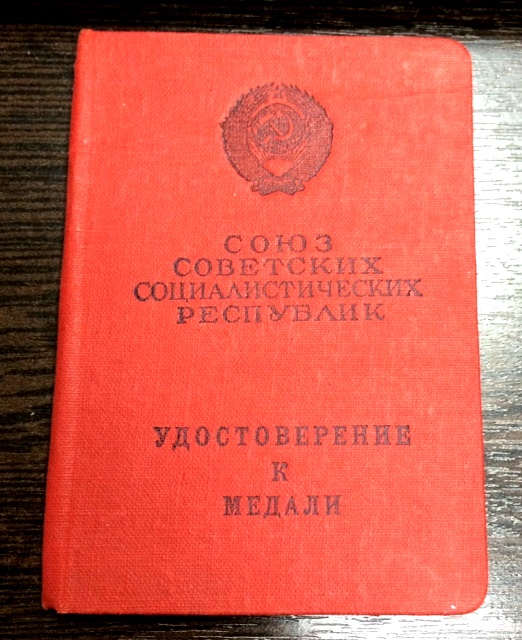 СОЮЗ
СОВЕТСКИХ
СОЦИАЛИСТИЧЕСКИХ
РЕСПУБЛИК
УДОСТОВЕРЕНИЕ
К
МЕДАЛИ